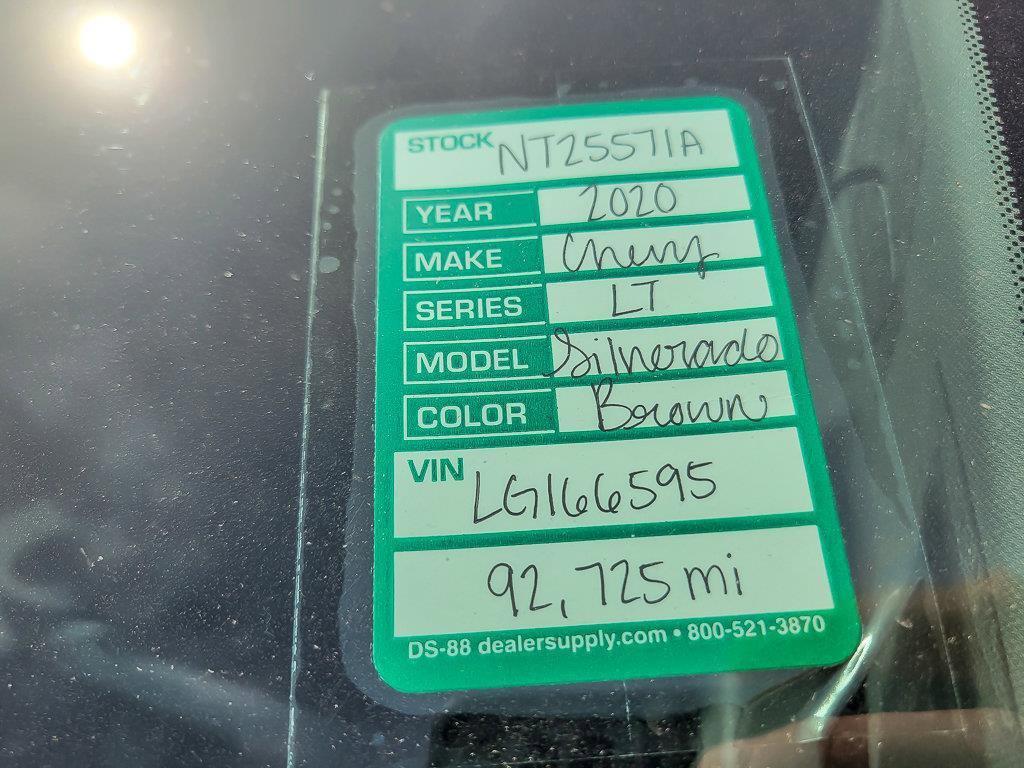 STOCK NT25571A
YEAR 2020
MAKE Chevy
SERIES LT
MODEL Silverado
COLOR Brown
VIN LG166595
92,725 mi
DS-88 dealersupply.com • 800-521-3870